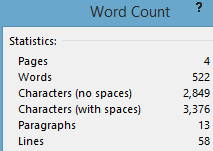 Word Count ?
Statistics:
Pages 4
Words 522
Characters (no spaces) 2,849
Characters (with spaces) 3,376
Paragraphs 13
Lines 58